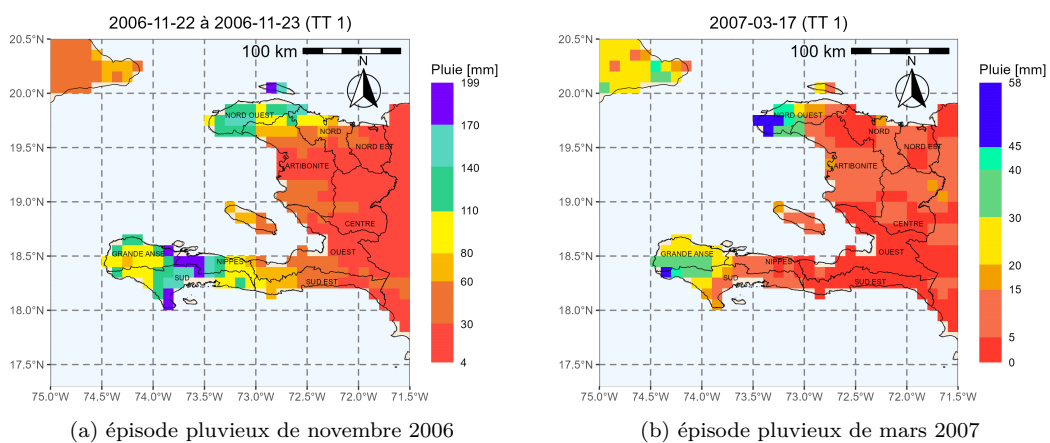 2006-11-22 à 2006-11-23 (TT 1)
100 km
N
Pluie [mm]
199
170
140
110
80
60
30
4
20.5°N
20.0°N
19.5°N
19.0°N
18.5°N
18.0°N
17.5°N
75.0°W 74.5°W 74.0°W 73.5°W 73.0°W 72.5°W 72.0°W 71.5°W
NORD OUEST
NORD
NORD EST
ARTIBONITE
CENTRE
OUEST
GRANDE ANSE
NIPPES
SUD
SUD EST
(a) épisode pluvieux de novembre 2006
2007-03-17 (TT 1)
100 km
N
Pluie [mm]
58
45
40
30
20
15
5
0
20.5°N
20.0°N
19.5°N
19.0°N
18.5°N
18.0°N
17.5°N
75.0°W 74.5°W 74.0°W 73.5°W 73.0°W 72.5°W 72.0°W 71.5°W
NORD OUEST
NORD
NORD EST
ARTIBONITE
CENTRE
OUEST
GRANDE ANSE
NIPPES
SUD
SUD EST
(b) épisode pluvieux de mars 2007